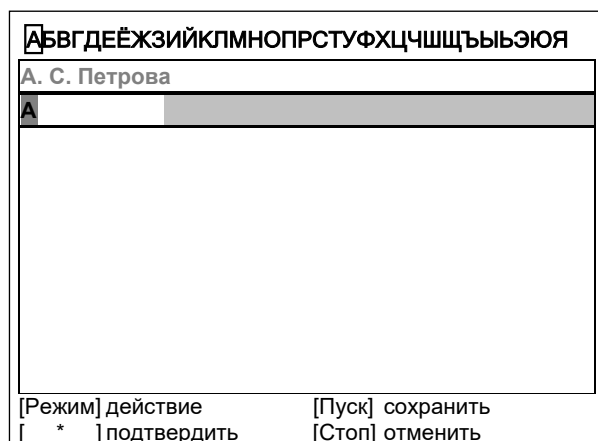 АБВГДЕЁЖЗИЙКЛМНОПРСТУФХЦЧШЩЪЫЬЭЮЯ
А. С. Петрова
А
[Режим] действие [Пуск] сохранить
[ * ] подтвердить [Стоп] отменить